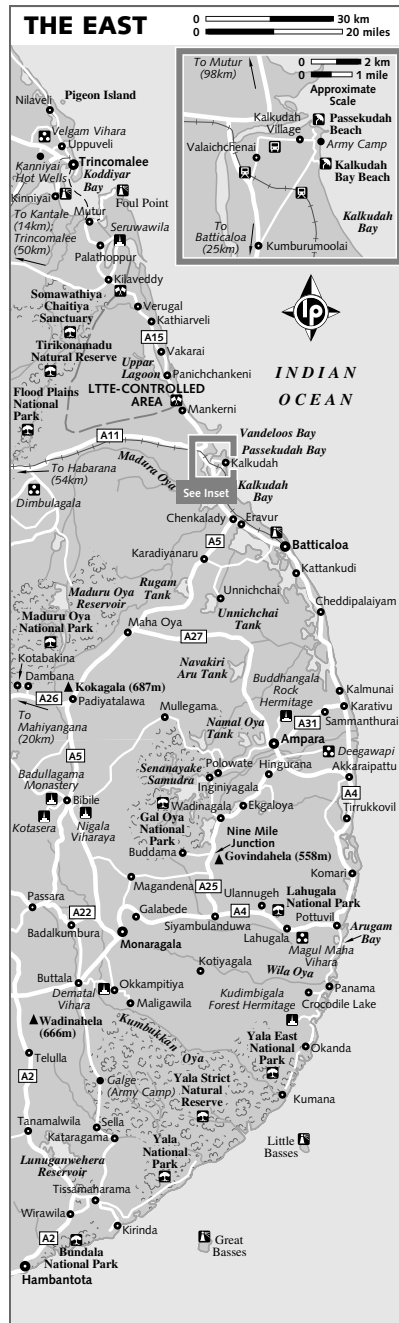 THE EAST
0 30 km
0 20 miles
To Mutur
(98km)
0 2 km
0 1 mile
Approximate
Scale
Kalkudah
Village
Passekudah
Beach
Valaichchenai
Army Camp
Kalkudah
Bay Beach
To
Batticaloa
(25km)
Kalkudah
Bay
Kumburumoolai
Pigeon Island
Nilaveli
Velgam Vihara
Uppuveli
Trincomalee
Kanniyai
Hot Wells
Koddiyar
Bay
Kinniyai
Foul Point
To Kantale
(14km);
Trincomalee
(50km)
Mutur
Seruwawila
Palathoppur
Kilaveddy
Somawathiya
Chaitiya
Sanctuary
Verugal
Kathiarveli
Tirikonamadu
Natural Reserve
A15
Vakarai
Uppar
Lagoon
Panichchankeni
lp
INDIAN
OCEAN
LTTE-CONTROLLED
AREA
Flood Plains
National
Park
Mankerni
A11
Vandeloos Bay
Passekudah Bay
Kalkudah
To Habarana
(54km)
Madura Oya
See Inset
Kalkudah
Bay
Dimbulagala
Chenkalady
Eravur
A5
Batticaloa
Karadiyanaru
Kattankudi
Rugam
Tank
Unnichchai
Maduru Oya
Reservoir
Unnichchai
Tank
Cheddipalaiyam
Maduru Oya
National Park
Maha Oya
A27
Kotabakina
Navakiri
Aru Tank
Dambana
Kokagala (687m)
Buddhangala
Rock
Hermitage
Kalmunai
A26
Padiyatalawa
Karativu
Mullegama
A31
Sammanthurai
To
Mahiyangana
(20km)
Namal Oya
Tank
Ampara
Deegawapi
A5
Polowate
Hingurana
Akkaraipattu
Badullagama
Monastery
Senanayake
Samudra
Inginiyagala
A4
Bibile
Gal Oya
National
Park
Wadinagala
Ekgaloya
Tirrukkovil
Kotasera
Nigala
Viharaya
Nine Mile
Junction
Buddama
Govindahela (558m)
Komari
Magandena
A25
Ulannugeh
Lahugala
National Park
Passara
A22
Galabede
A4
Pottuvil
Badalkumbura
Siyambulanduwa
Lahugala
Arugam
Bay
Monaragala
Magul Maha
Vihara
Kotiyagala
Wila Oya
Buttala
Okkampitiya
Panama
Dematal
Vihara
Maligawila
Kudimbigala
Forest Hermitage
Crocodile Lake
Wadinahela
(666m)
Kumbukkan
Oya
Yala East
National
Park
Okanda
Telulla
A2
Galge
(Army Camp)
Yala Strict
Natural
Reserve
Kumana
Tanamalwila
Sella
Kataragama
Yala
National
Park
Little
Basses
Lunuganwehera
Reservoir
Tissamaharama
Wirawila
Kirinda
Great
Basses
A2
Bundala
National Park
Hambantota